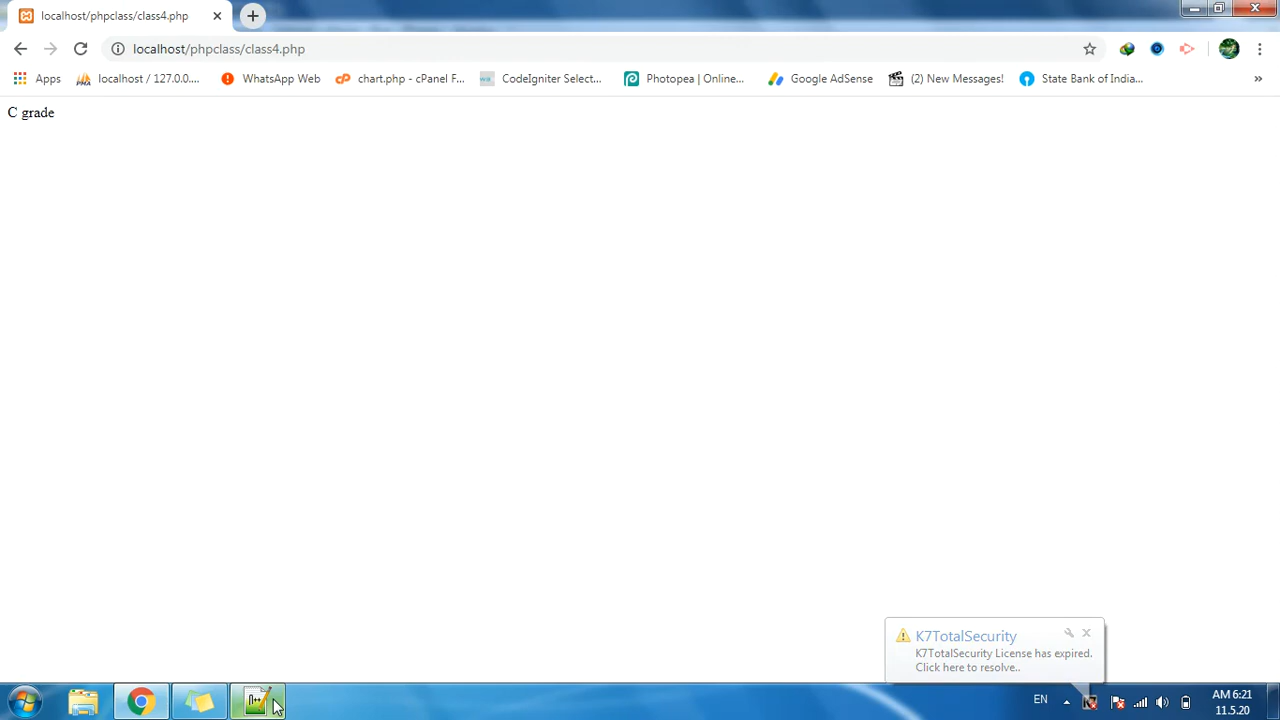 localhost/phpclass/class4.php
localhost/phpclass/class4.php
Apps
localhost / 127.0.0....
WhatsApp Web
chart.php - cPanel F...
CodeIgniter Select...
Photopea | Online...
Google AdSense
(2) New Messages!
State Bank of India...
»
C grade
K7TotalSecurity
K7TotalSecurity License has expired.
Click here to resolve..
EN
AM 6:21
11.5.20